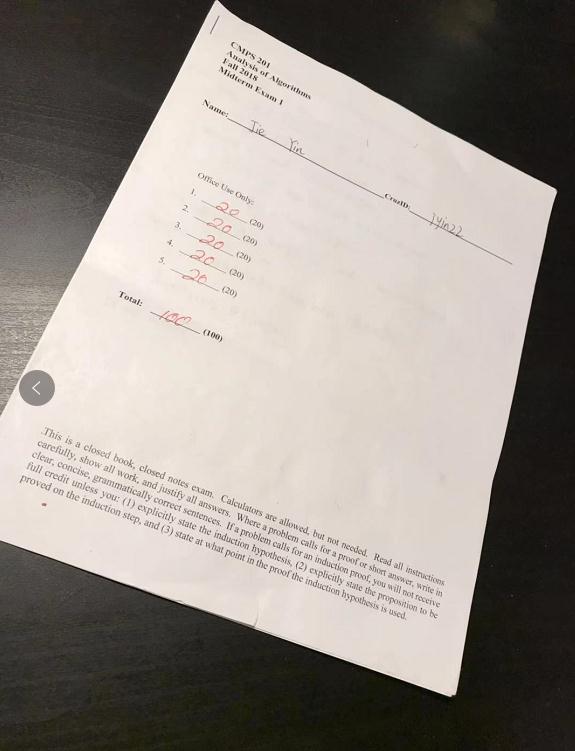 CMPS 201
Analysis of Algorithms
Fall 2018
Midterm Exam 1
Name: Jie Yin CruzID: jyin22
Office Use Only:
1. 20 (20)
2. 20 (20)
3. 20 (20)
4. 20 (20)
5. 20 (20)
Total: 100 (100)
This is a closed book, closed notes exam. Calculators are allowed, but not needed. Read all instructions
carefully, show all work, and justify all answers. Where a problem calls for a proof or short answer, write in
clear, concise, grammatically correct sentences. If a problem calls for an induction proof, you will not receive
full credit unless you: (1) explicitly state the induction hypothesis, (2) explicitly state the proposition to be
proved on the induction step, and (3) state at what point in the proof the induction hypothesis is used.